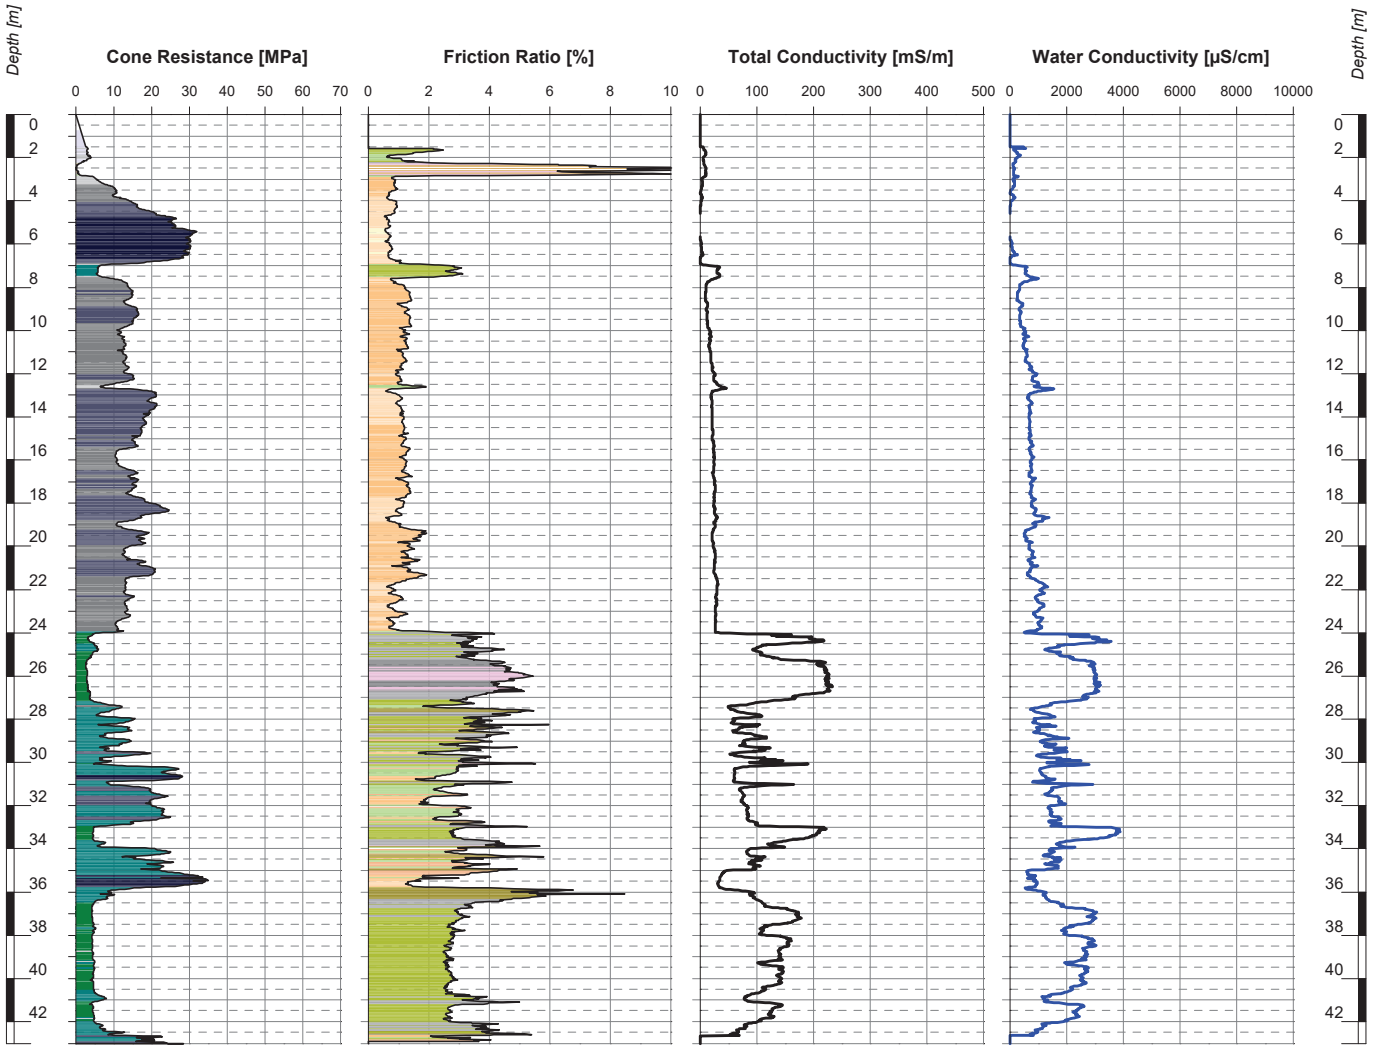 Depth [m]
Cone Resistance [MPa]
Friction Ratio [%]
Total Conductivity [mS/m]
Water Conductivity [µS/cm]
Depth [m]
0 10 20 30 40 50 60 70
0 2 4 6 8 10
0 100 200 300 400 500
0 2000 4000 6000 8000 10000
0 0
2 2
4 4
6 6
8 8
10 10
12 12
14 14
16 16
18 18
20 20
22 22
24 24
26 26
28 28
30 30
32 32
34 34
36 36
38 38
40 40
42 42